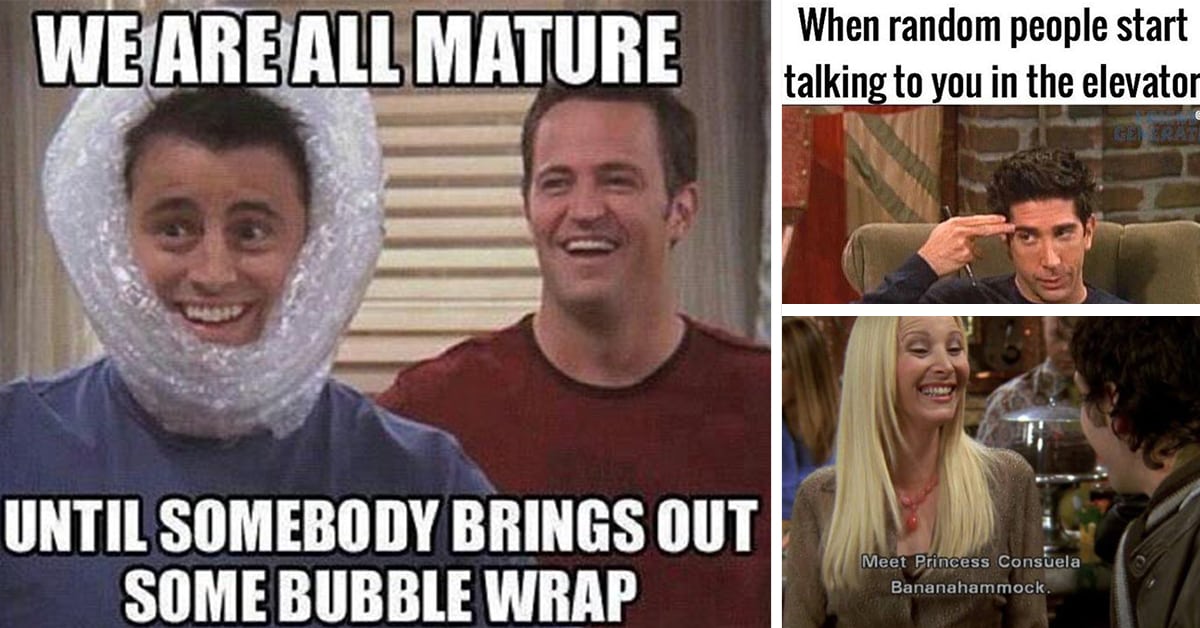 WE ARE ALL MATURE
UNTIL SOMEBODY BRINGS OUT
SOME BUBBLE WRAP
When random people start
talking to you in the elevator
Meet Princess Consuela
Bananahammock.